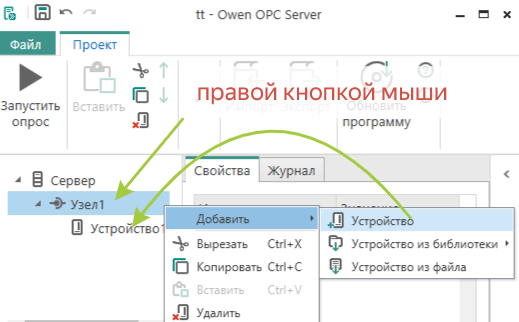 tt - Owen OPC Server
Файл
Проект
Запустить опрос
Вставить
Обновить программу
правой кнопкой мыши
Сервер
Узел1
Устройство1
Свойства
Журнал
Добавить
Вырезать Ctrl+X
Копировать Ctrl+C
Вставить Ctrl+V
Удалить
Устройство
Устройство из библиотеки
Устройство из файла